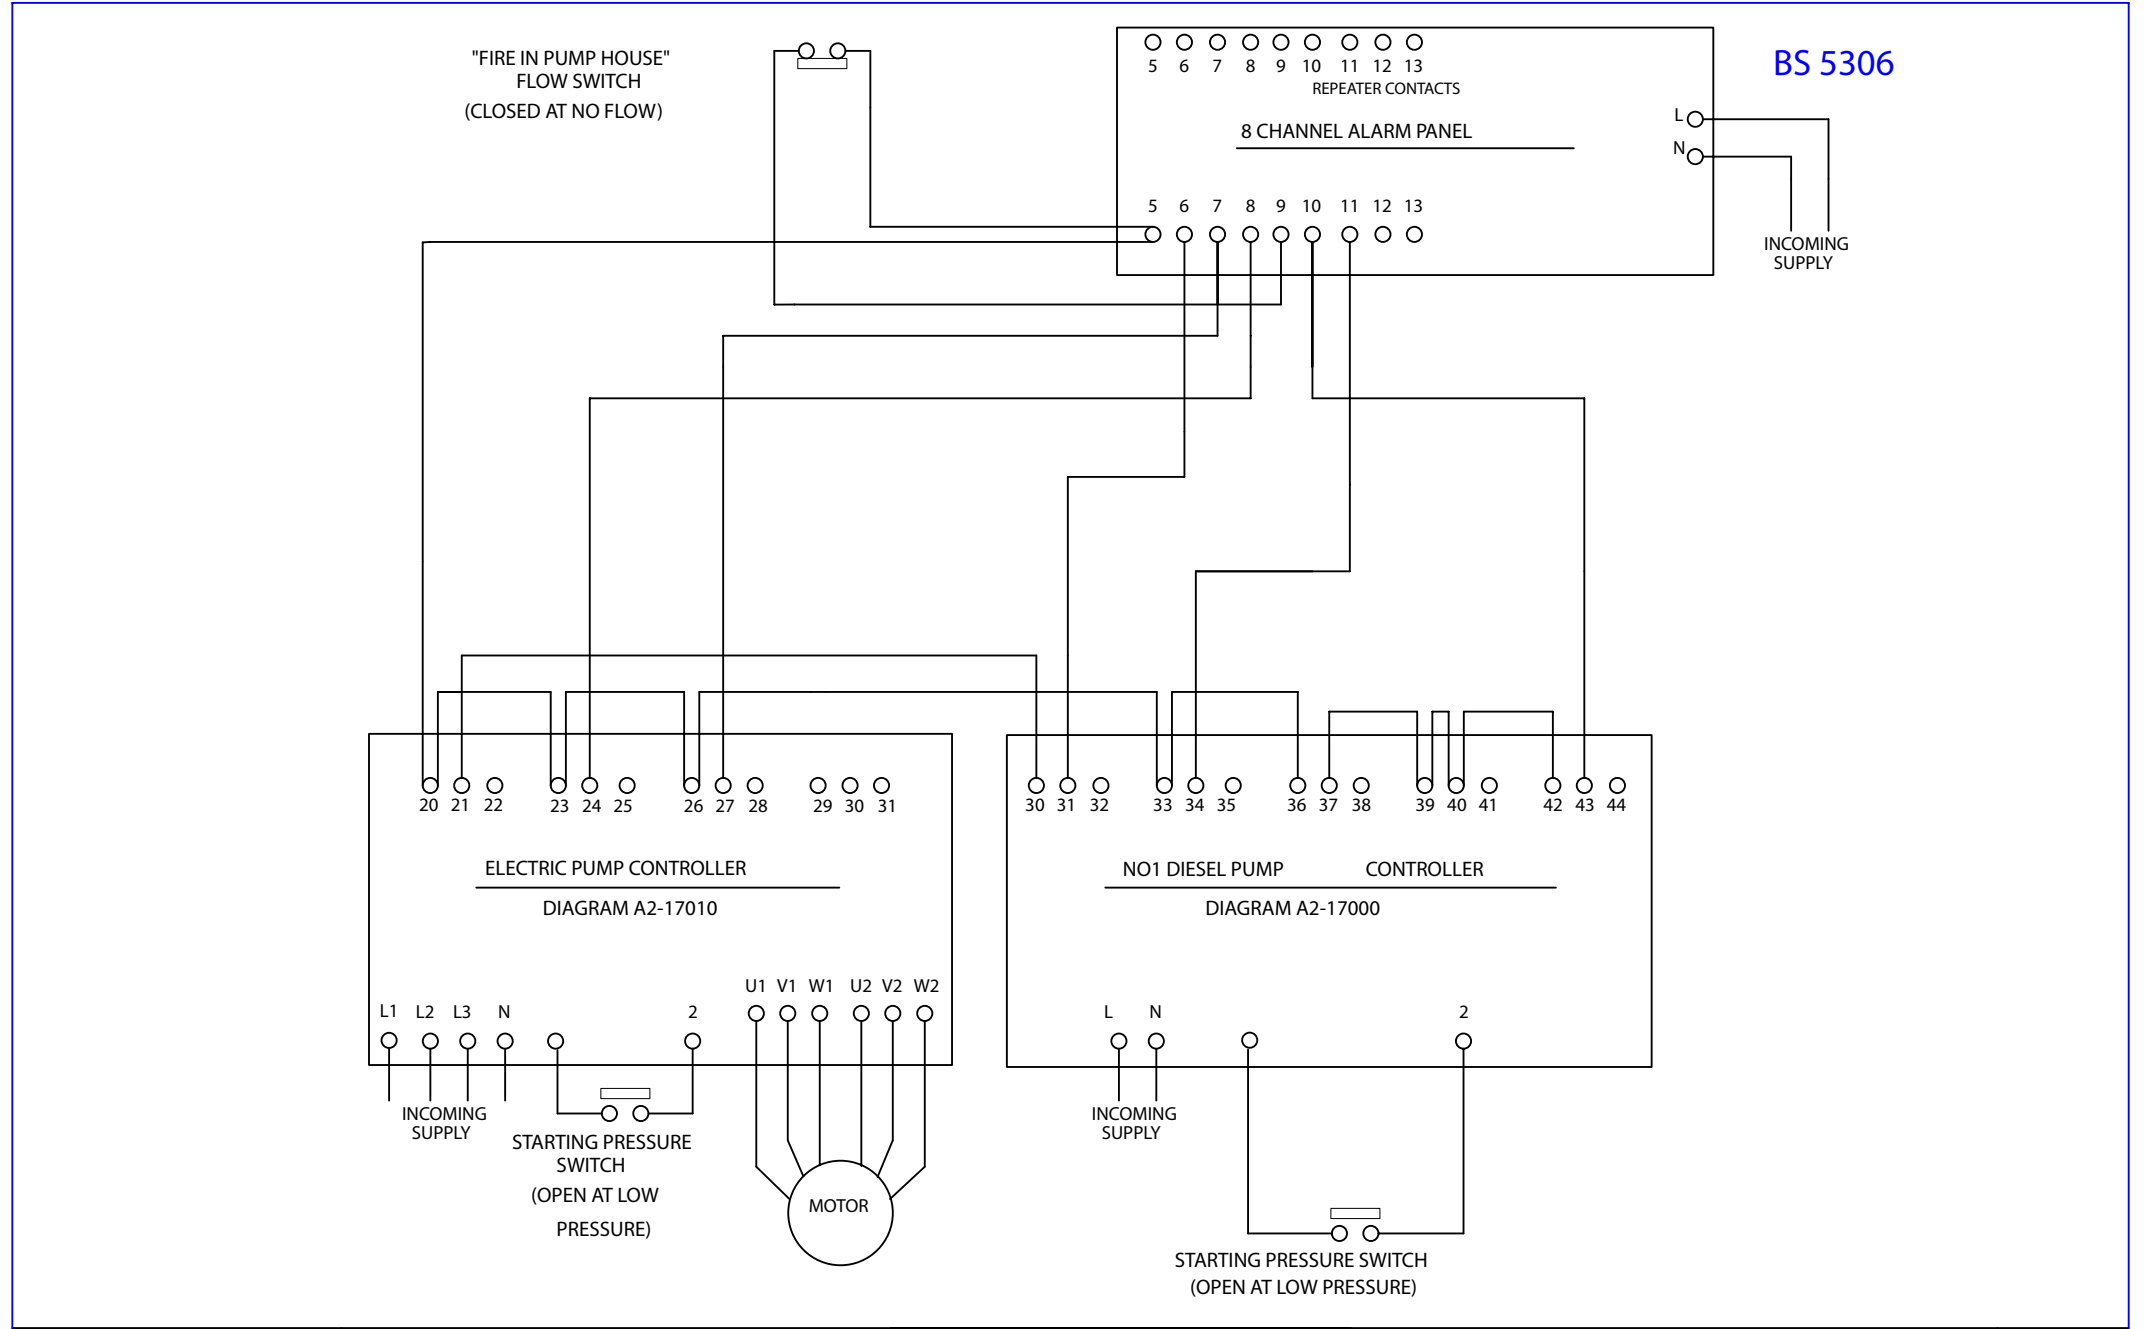 "FIRE IN PUMP HOUSE"
FLOW SWITCH
(CLOSED AT NO FLOW)
5 6 7 8 9 10 11 12 13
REPEATER CONTACTS
8 CHANNEL ALARM PANEL
L
N
BS 5306
5 6 7 8 9 10 11 12 13
INCOMING
SUPPLY
20 21 22 23 24 25 26 27 28 29 30 31
ELECTRIC PUMP CONTROLLER
DIAGRAM A2-17010
U1 V1 W1 U2 V2 W2
L1 L2 L3 N 2
INCOMING
SUPPLY
STARTING PRESSURE
SWITCH
(OPEN AT LOW
PRESSURE)
MOTOR
30 31 32 33 34 35 36 37 38 39 40 41 42 43 44
NO1 DIESEL PUMP CONTROLLER
DIAGRAM A2-17000
L N 2
INCOMING
SUPPLY
STARTING PRESSURE SWITCH
(OPEN AT LOW PRESSURE)